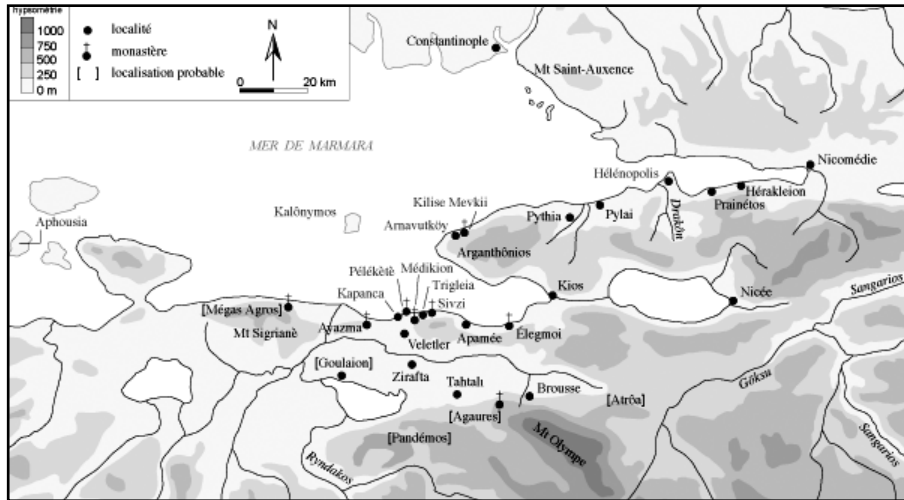 hypsométrie
1000
750
500
250
0 m
localité
monastère
[ ] localisation probable
N
20 km
Constantinople
Mt Saint-Auxence
MER DE MARMARA
Nicomédie
Hélénopolis
Hérakleion
Prainétos
Drakôn
Pylai
Pythia
Kilise Mevkii
Arnavutköy
Arganthônios
Kalônymos
Aphousia
Kios
Nicée
Sangarios
Médikion
Pélékètè
Trigleia
Kapanca
Sivzi
[Mégas Agros]
Mt Sigrianè
Ayazma
Apamée
Élegmoi
Veletler
[Goulaion]
Zirafta
Tahtalı
Brousse
[Atrôa]
Göksu
[Agaures]
[Pandémos]
Mt Olympe
Ryndakos
Sangarios